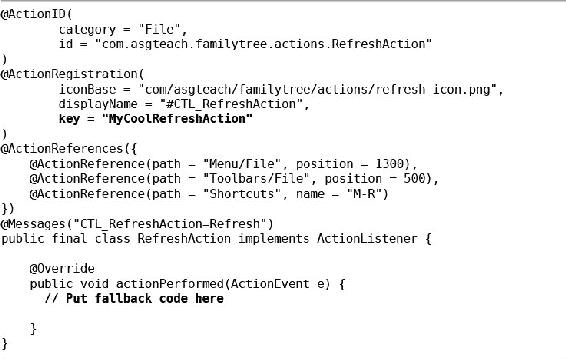 @ActionID(
        category = "File",
        id = "com.asgteach.familytree.actions.RefreshAction"
)
@ActionRegistration(
        iconBase = "com/asgteach/familytree/actions/refresh icon.png",
        displayName = "#CTL_RefreshAction",
        key = "MyCoolRefreshAction"
)
@ActionReferences({
    @ActionReference(path = "Menu/File", position = 1300),
    @ActionReference(path = "Toolbars/File", position = 500),
    @ActionReference(path = "Shortcuts", name = "M-R")
})
@Messages("CTL_RefreshAction=Refresh")
public final class RefreshAction implements ActionListener {
    @Override
    public void actionPerformed(ActionEvent e) {
      // Put fallback code here
    }
}